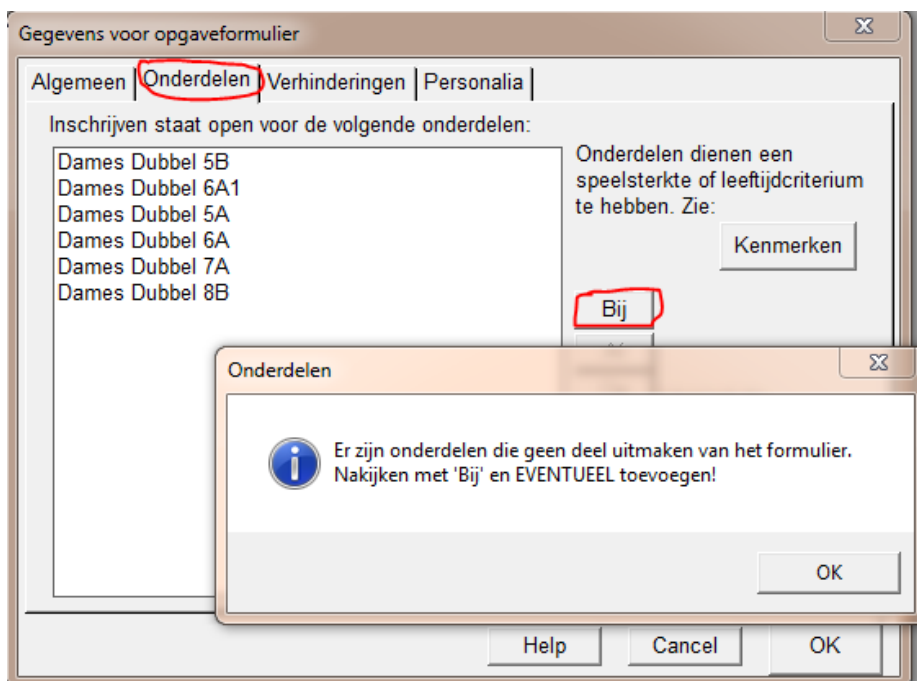 Gegevens voor opgaveformulier
Algemeen Onderdelen Verhinderingen Personalia
Inschrijven staat open voor de volgende onderdelen:
Dames Dubbel 5B
Dames Dubbel 6A1
Dames Dubbel 5A
Dames Dubbel 6A
Dames Dubbel 7A
Dames Dubbel 8B
Onderdelen dienen een
speelsterkte of leeftijdcriterium
te hebben. Zie:
Kenmerken
Bij
Onderdelen
Er zijn onderdelen die geen deel uitmaken van het formulier.
Nakijken met 'Bij' en EVENTUEEL toevoegen!
OK
Help Cancel OK